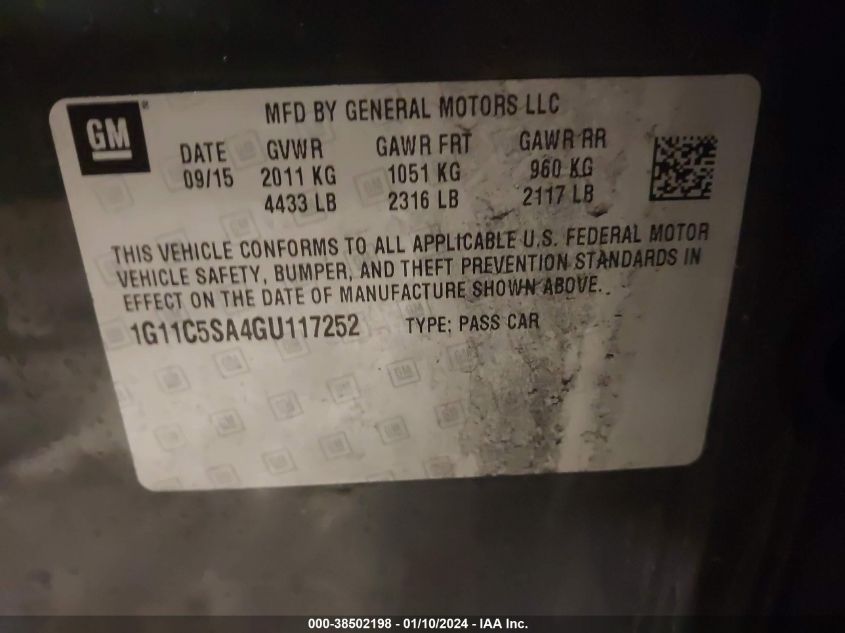 GM
MFD BY GENERAL MOTORS LLC
DATE GVWR GAWR FRT GAWR RR
09/15 2011 KG 1051 KG 960 KG
4433 LB 2316 LB 2117 LB
THIS VEHICLE CONFORMS TO ALL APPLICABLE U.S. FEDERAL MOTOR
VEHICLE SAFETY, BUMPER, AND THEFT PREVENTION STANDARDS IN
EFFECT ON THE DATE OF MANUFACTURE SHOWN ABOVE.
1G11C5SA4GU117252 TYPE: PASS CAR
000-38502198 - 01/10/2024 - IAA Inc.